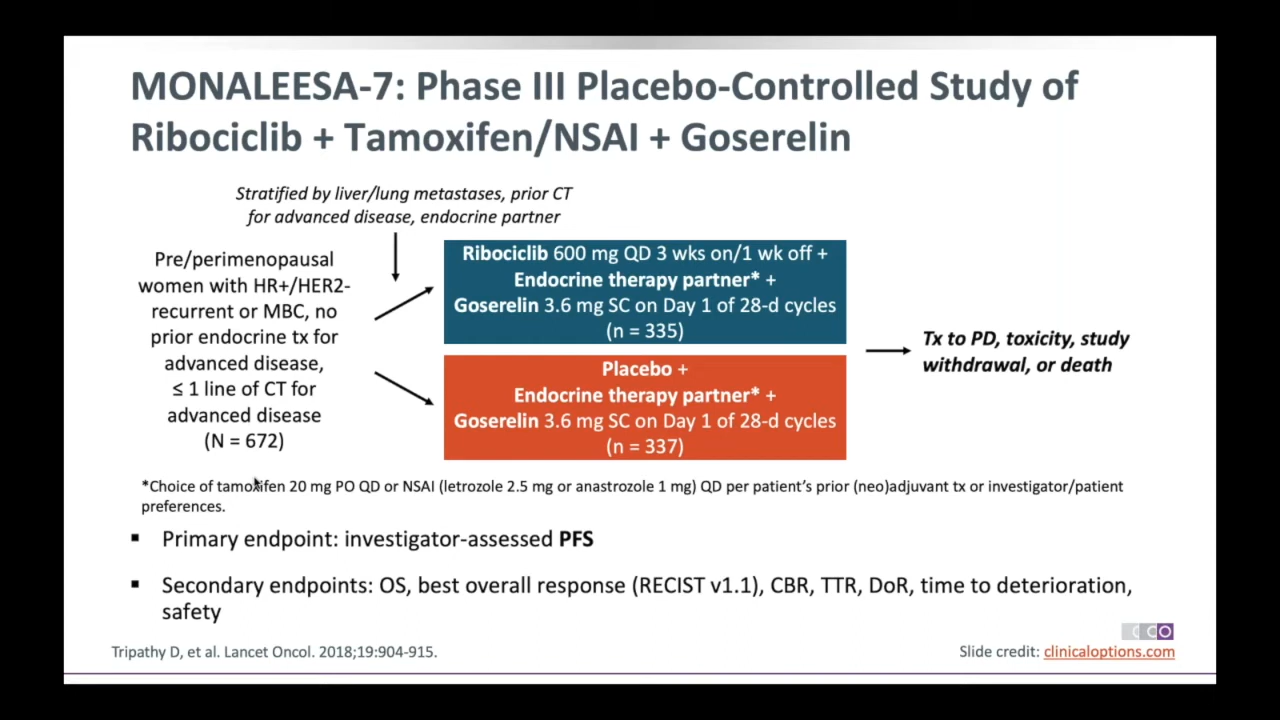 MONALEESA-7: Phase III Placebo-Controlled Study of
Ribociclib + Tamoxifen/NSAI + Goserelin
Stratified by liver/lung metastases, prior CT
for advanced disease, endocrine partner
Pre/perimenopausal
women with HR+/HER2-
recurrent or MBC, no
prior endocrine tx for
advanced disease,
≤ 1 line of CT for
advanced disease
(N = 672)
Ribociclib 600 mg QD 3 wks on/1 wk off +
Endocrine therapy partner* +
Goserelin 3.6 mg SC on Day 1 of 28-d cycles
(n = 335)
Placebo +
Endocrine therapy partner* +
Goserelin 3.6 mg SC on Day 1 of 28-d cycles
(n = 337)
Tx to PD, toxicity, study
withdrawal, or death
*Choice of tamoxifen 20 mg PO QD or NSAI (letrozole 2.5 mg or anastrozole 1 mg) QD per patient's prior (neo)adjuvant tx or investigator/patient
preferences.
▪ Primary endpoint: investigator-assessed PFS
▪ Secondary endpoints: OS, best overall response (RECIST v1.1), CBR, TTR, DoR, time to deterioration,
safety
CCO
Tripathy D, et al. Lancet Oncol. 2018;19:904-915.
Slide credit: clinicaloptions.com